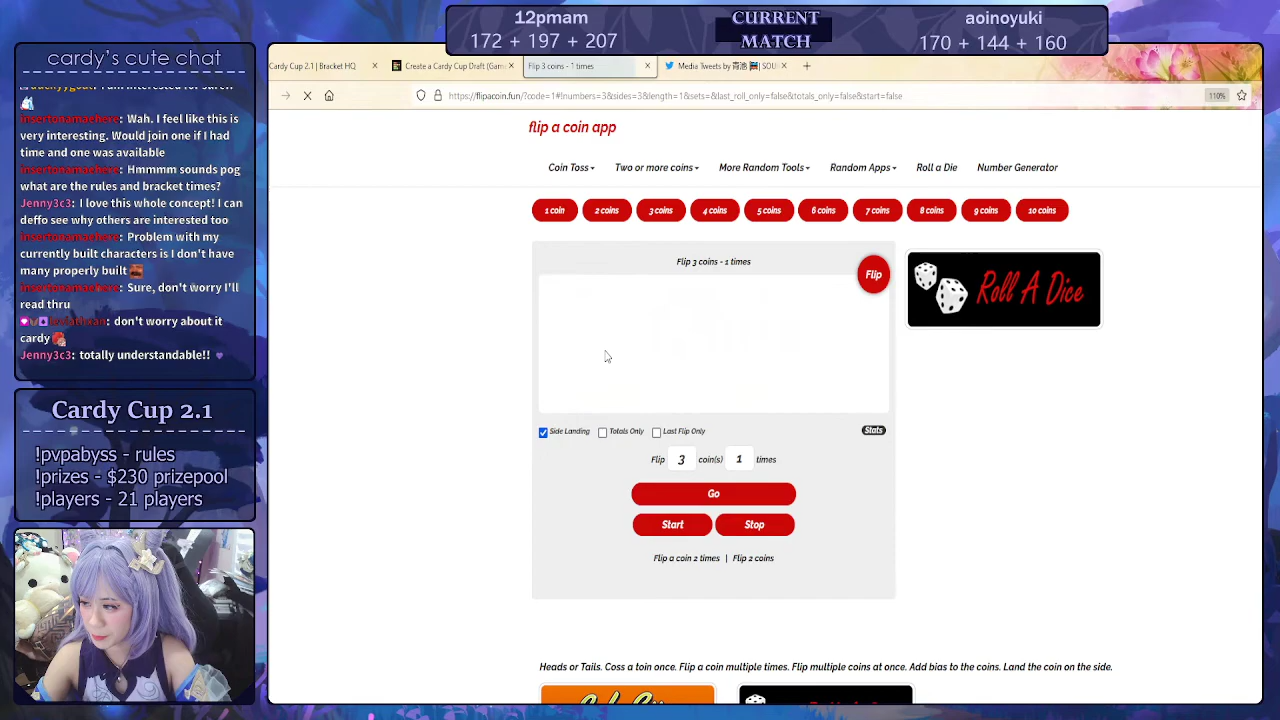 12pmam
172 + 197 + 207
CURRENT
MATCH
aoinoyuki
170 + 144 + 160
cardy's cute chat
insertonamaehere: Wah. I feel like this is
very interesting. Would join one if I had
time and one was available
insertonamaehere: Hmmmm sounds pog
what are the rules and bracket times?
Jenny3c3: I love this whole concept! I can
deffo see why others are interested too
insertonamaehere: Problem with my
currently built characters is I don't have
many properly built
insertonamaehere: Sure, don't worry I'll
read thru
don't worry about it
cardy
Jenny3c3: totally understandable!!
Cardy Cup 2.1
!pvpabyss - rules
!prizes - $230 prizepool
!players - 21 players
Cardy Cup 2.1 | Bracket HQ
Create a Cardy Cup Draft (Gam
Flip 3 coins - 1 times
Media Tweets by 青池 | SOU
https://flipacoin.fun/?code=1#!numbers=3&sides=3&length=1&sets=&last_roll_only=false&totals_only=false&start=false
110%
flip a coin app
Coin Toss
Two or more coins
More Random Tools
Random Apps
Roll a Die
Number Generator
1 coin
2 coins
3 coins
4 coins
5 coins
6 coins
7 coins
8 coins
9 coins
10 coins
Flip 3 coins - 1 times
Flip
Roll A Dice
Side Landing
Totals Only
Last Flip Only
Stats
Flip 3 coin(s) 1 times
Go
Start
Stop
Flip a coin 2 times | Flip 2 coins
Heads or Tails. Coss a toin once. Flip a coin multiple times. Flip multiple coins at once. Add bias to the coins. Land the coin on the side.